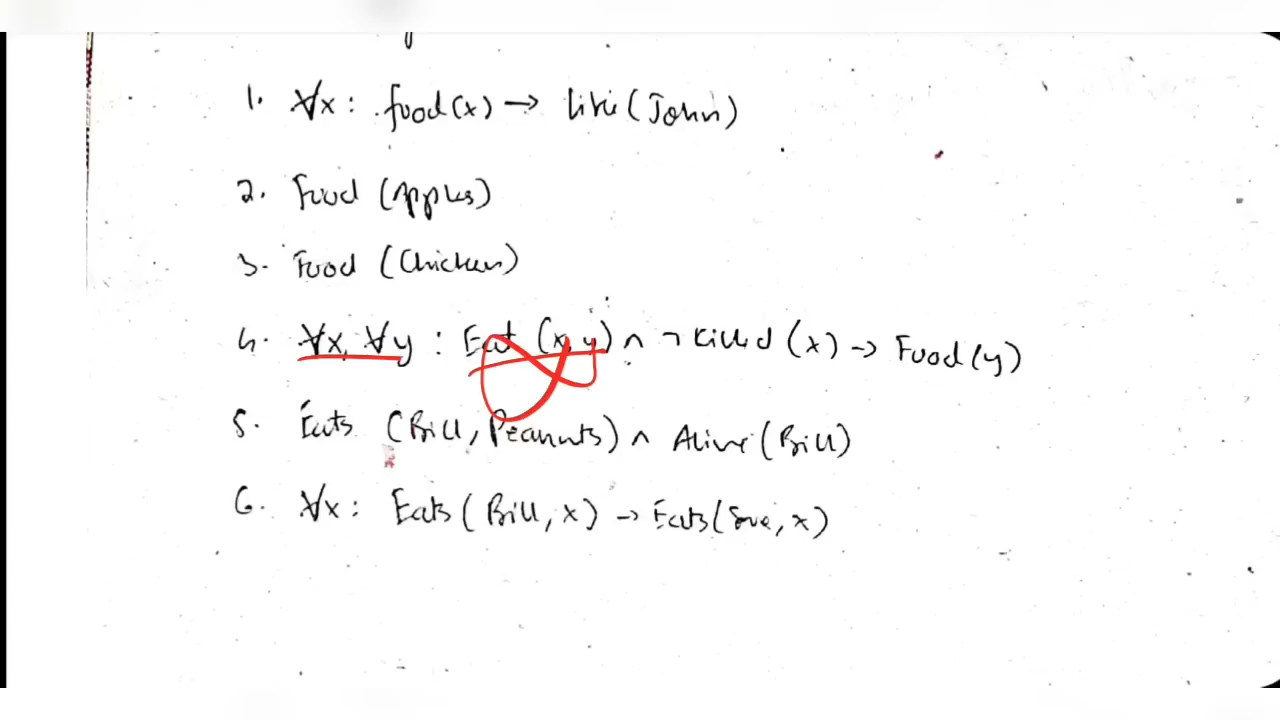 1. ∀x : food(x) → like(John)
2. Food (Apples)
3. Food (Chicken)
4. ∀x, ∀y : Eat (x, y) ∧ ¬ Killed (x) → Food (y)
5. Eats (Bill, Peanuts) ∧ Alive (Bill)
6. ∀x : Eats ( Bill, x) → Eats (Sue, x)